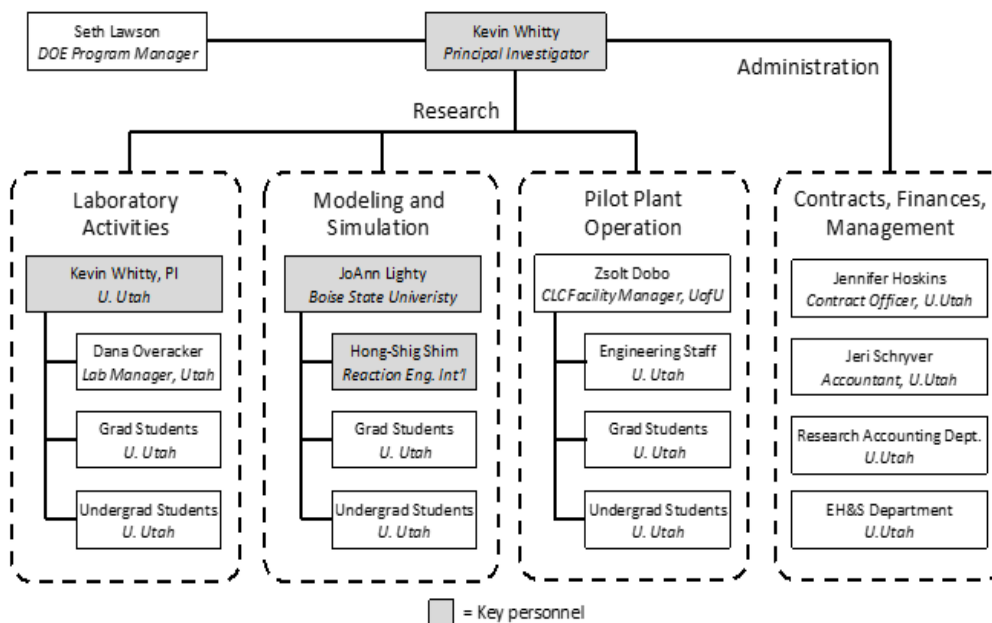 Seth Lawson
DOE Program Manager
Kevin Whitty
Principal Investigator
Administration
Research
Laboratory
Activities
Kevin Whitty, PI
U. Utah
Dana Overacker
Lab Manager, Utah
Grad Students
U. Utah
Undergrad Students
U. Utah
Modeling and
Simulation
JoAnn Lighty
Boise State Univeristy
Hong-Shig Shim
Reaction Eng. Int'l
Grad Students
U. Utah
Undergrad Students
U. Utah
Pilot Plant
Operation
Zsolt Dobo
CLC Facility Manager, UofU
Engineering Staff
U. Utah
Grad Students
U. Utah
Undergrad Students
U. Utah
Contracts, Finances,
Management
Jennifer Hoskins
Contract Officer, U.Utah
Jeri Schryver
Accountant, U.Utah
Research Accounting Dept.
U.Utah
EH&S Department
U.Utah
= Key personnel